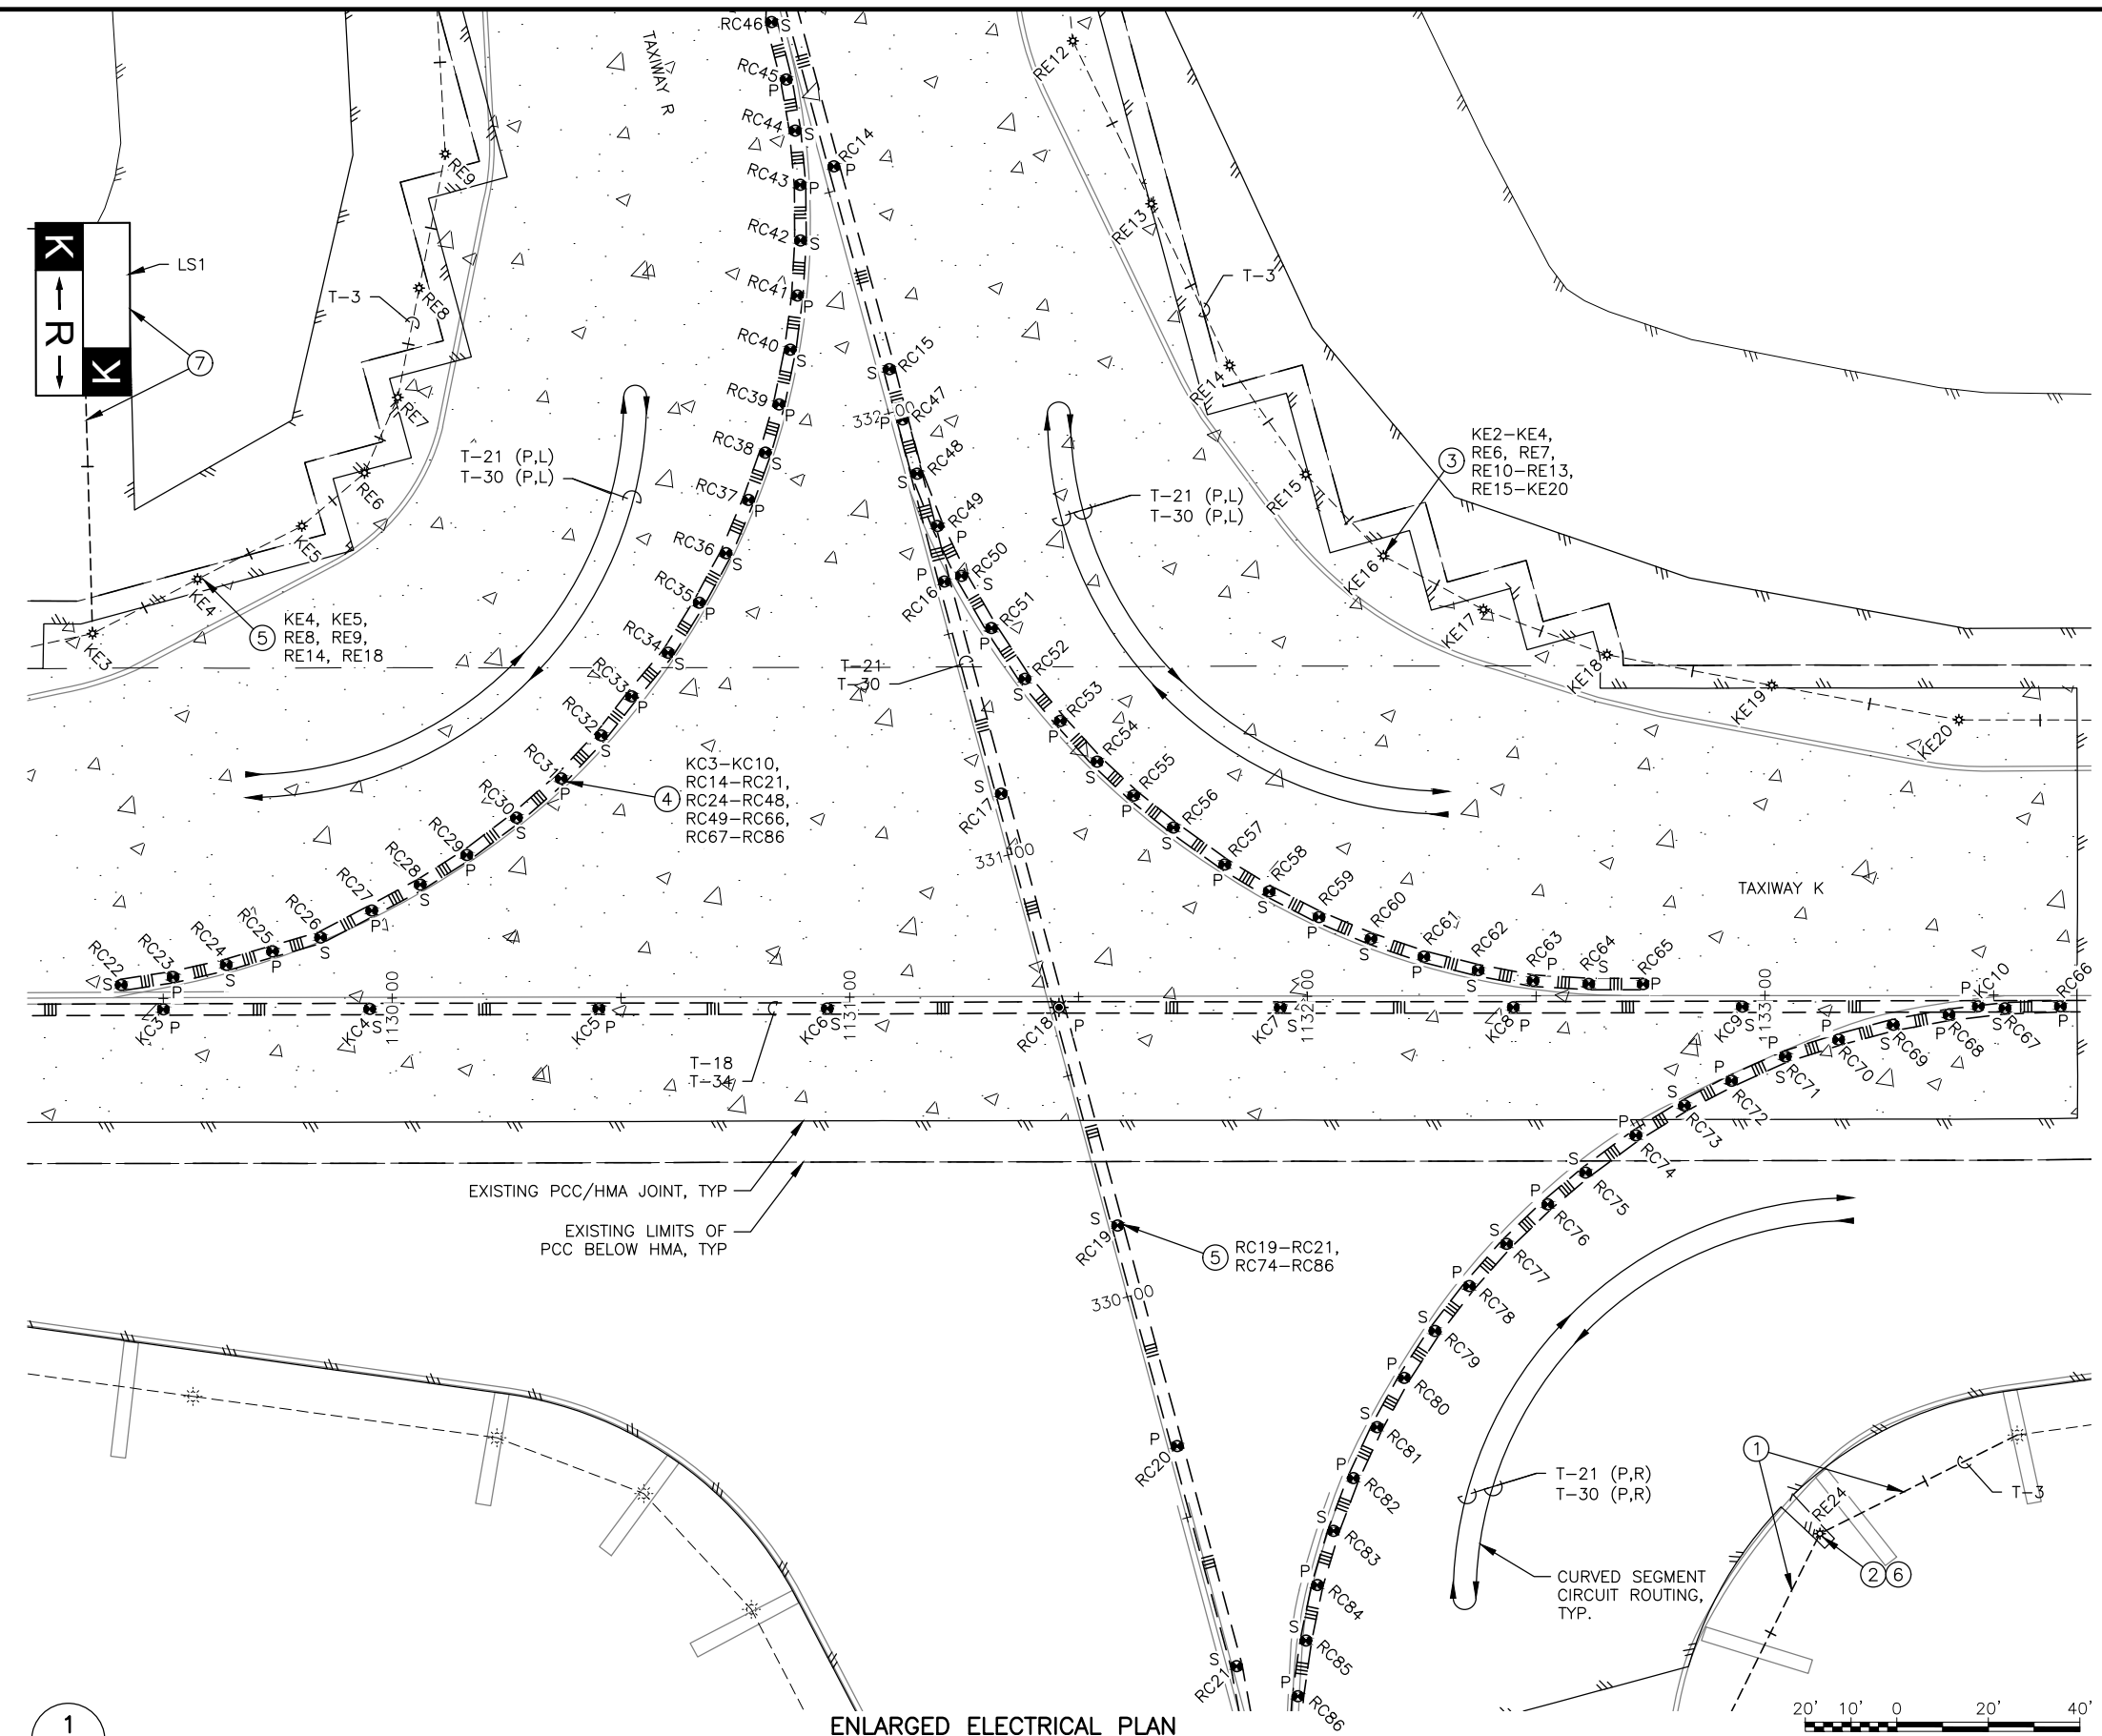 RC46
S
TAXIWAY R
RC45
P
RC44
S
RC14
P
RC43
P
RC42
S
RC41
P
RC40
S
RC39
P
RC38
S
RC37
P
RC36
S
RC35
P
RC34
S
RC33
P
RC32
S
RC31
P
RC30
S
RC29
P
RC28
S
RC27
P
RC26
S
RC25
P
RC24
S
RC23
P
RC22
S
RE12
RE13
T-3
RE14
RE15
KE16
KE17
KE18
KE19
KE20
RE9
RE8
RE7
RE6
KE5
KE4
KE3
K
←R→
K
LS1
7
T-3
T-21 (P,L)
T-30 (P,L)
T-21 (P,L)
T-30 (P,L)
3
KE2-KE4,
RE6, RE7,
RE10-RE13,
RE15-KE20
5
KE4, KE5,
RE8, RE9,
RE14, RE18
RC15
S
332+00
RC47
P
RC48
S
RC49
P
RC50
S
RC16
P
RC51
P
RC52
S
RC53
P
RC54
S
RC55
P
RC56
S
RC57
P
RC58
S
RC59
P
RC60
S
RC61
P
RC62
S
RC63
P
RC64
S
RC65
P
T-21
T-30
RC17
S
331+00
4
KC3-KC10,
RC14-RC21,
RC24-RC48,
RC49-RC66,
RC67-RC86
TAXIWAY K
KC3
P
KC4
S
1130+00
KC5
P
KC6
S
1131+00
RC18
P
KC7
S
1132+00
KC8
P
KC9
S
1133+00
KC10
P
RC66
P
RC67
S
RC68
P
RC69
S
RC70
P
RC71
S
RC72
P
RC73
S
RC74
P
RC75
S
RC76
P
RC77
S
RC78
P
RC79
S
RC80
P
RC81
S
RC82
P
RC83
S
RC84
P
RC85
S
RC86
P
T-18
T-34
EXISTING PCC/HMA JOINT, TYP
EXISTING LIMITS OF
PCC BELOW HMA, TYP
RC19
S
5
RC19-RC21,
RC74-RC86
330+00
RC20
P
RC21
S
T-21 (P,R)
T-30 (P,R)
CURVED SEGMENT
CIRCUIT ROUTING,
TYP.
1
T-3
RE24
2
6
1
ENLARGED ELECTRICAL PLAN
20' 10' 0 20' 40'